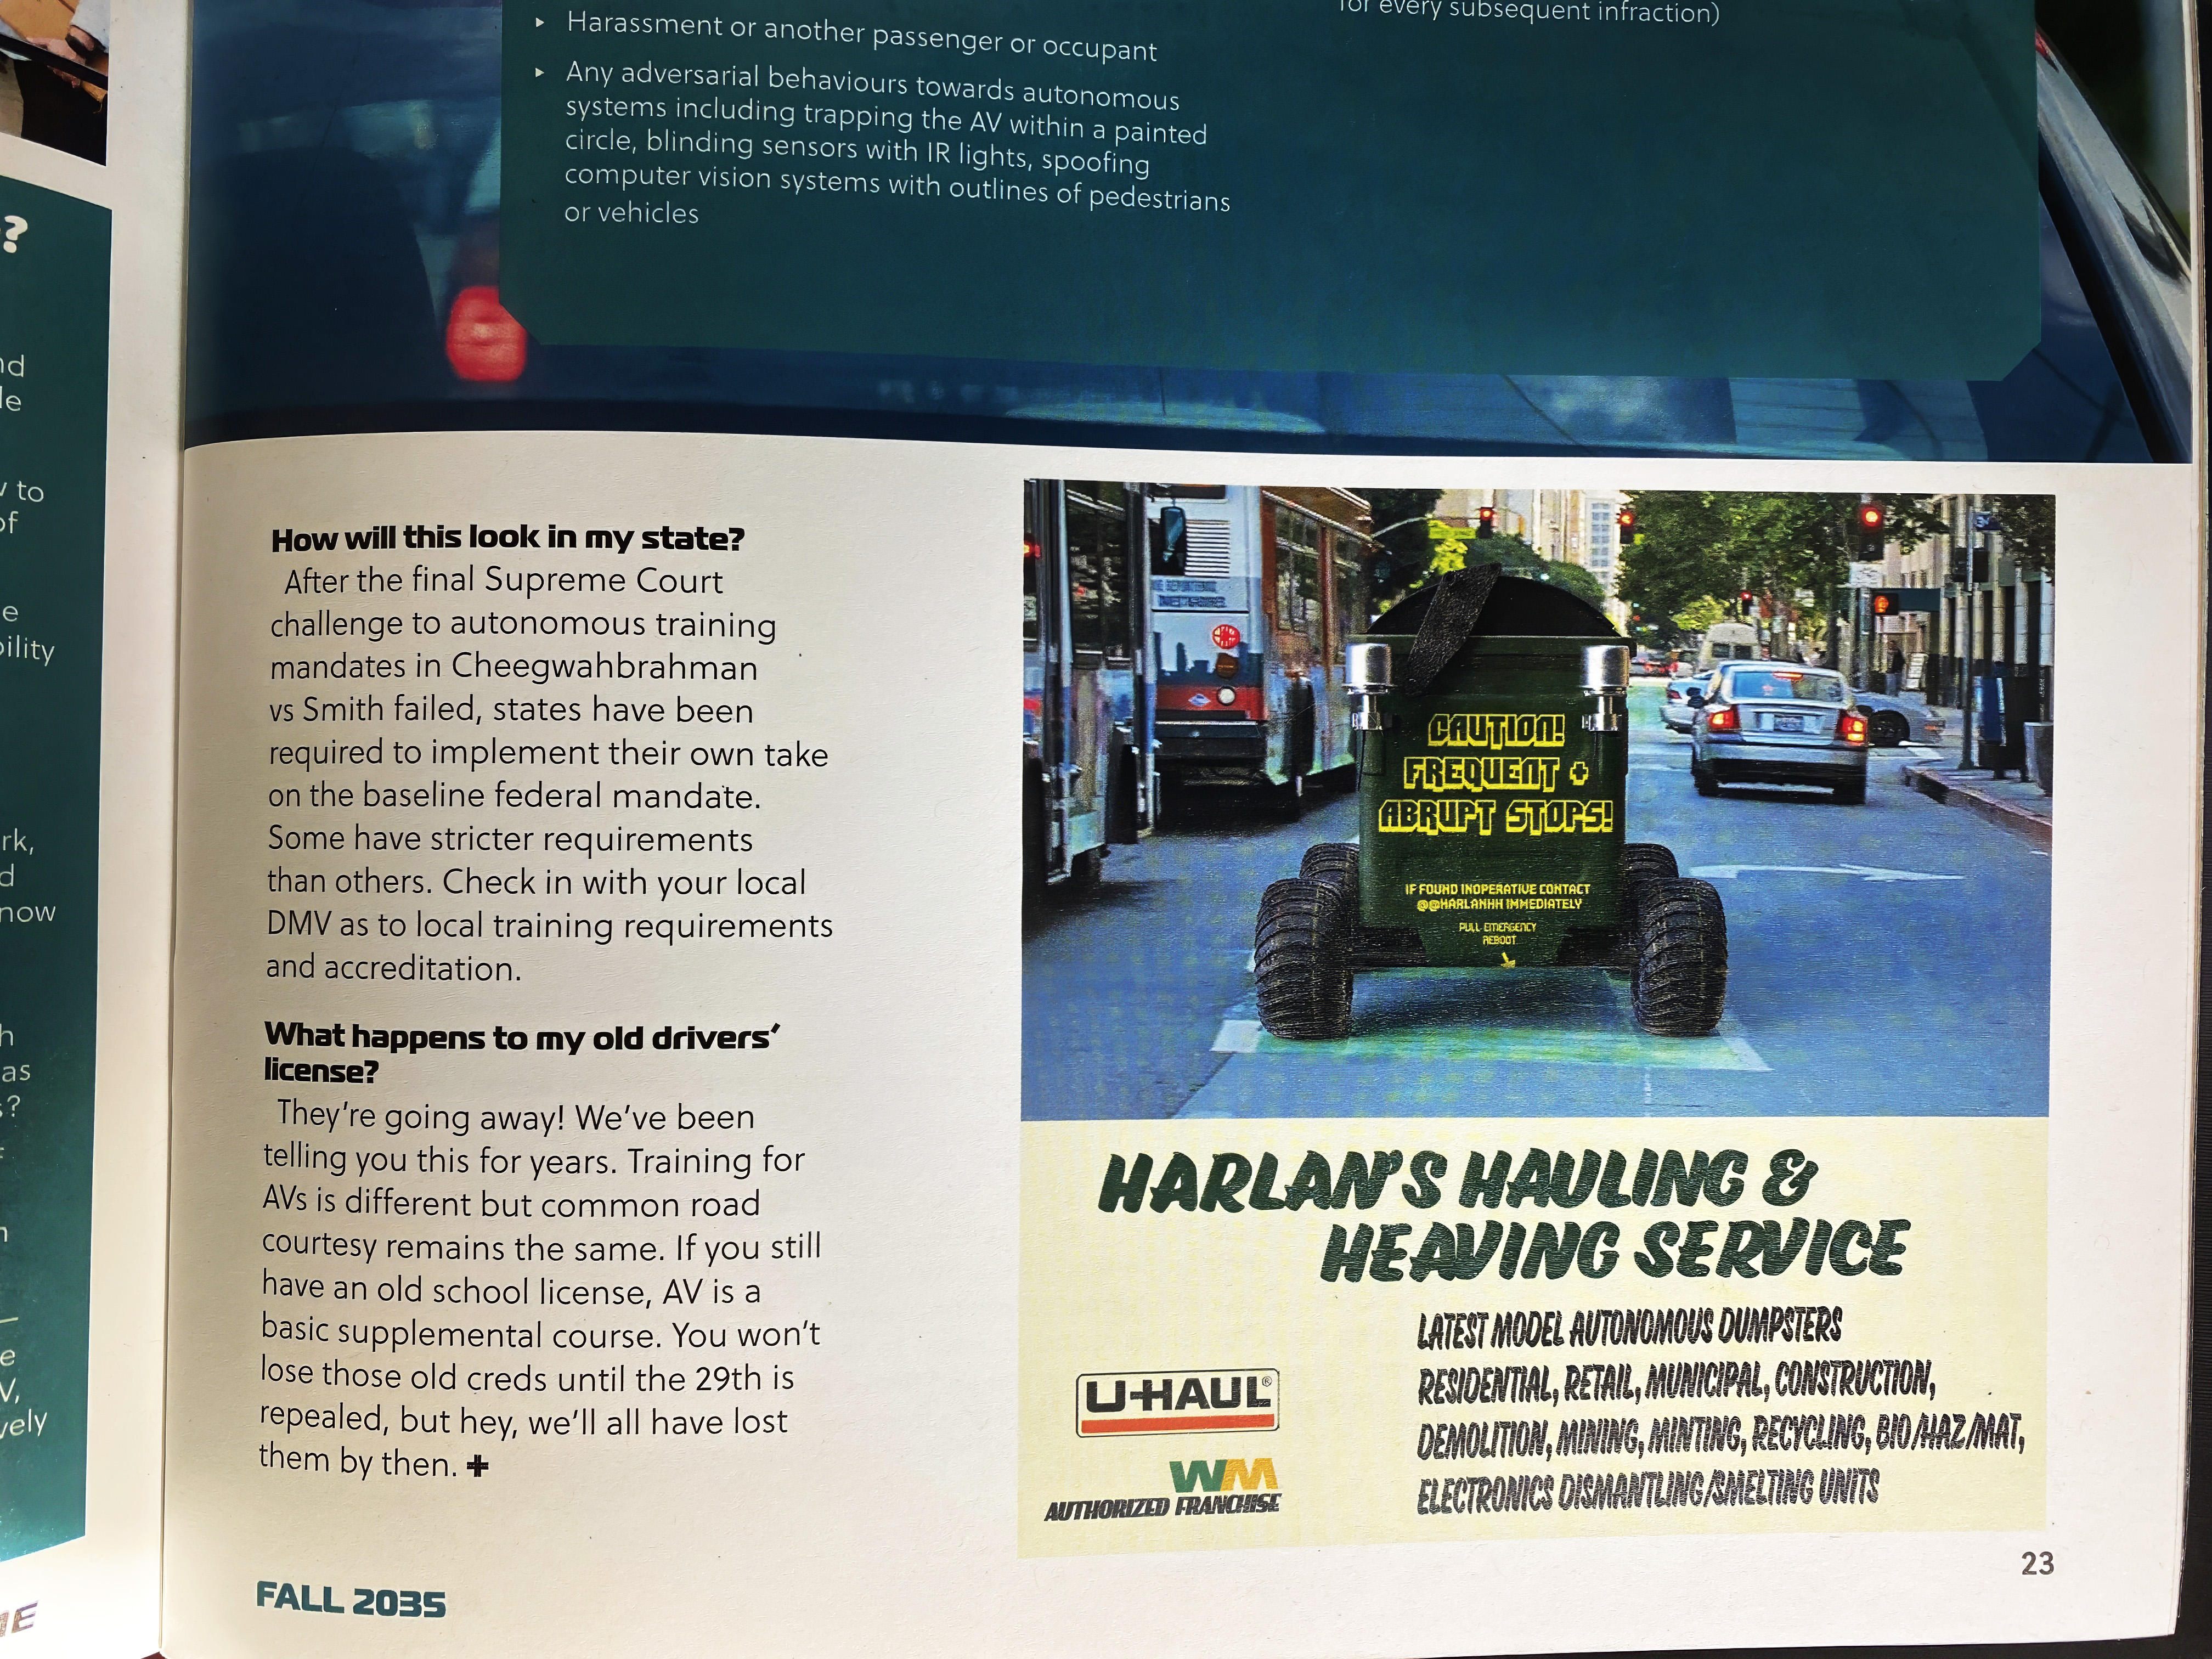 for every subsequent infraction)
▸ Harassment or another passenger or occupant
▸ Any adversarial behaviours towards autonomous
systems including trapping the AV within a painted
circle, blinding sensors with IR lights, spoofing
computer vision systems with outlines of pedestrians
or vehicles
?
nd
le
to
of
e
bility
rk,
d
now
h
as
s?
n
e
V,
vely
How will this look in my state?
After the final Supreme Court
challenge to autonomous training
mandates in Cheegwahbrahman
vs Smith failed, states have been
required to implement their own take
on the baseline federal mandate.
Some have stricter requirements
than others. Check in with your local
DMV as to local training requirements
and accreditation.
What happens to my old drivers'
license?
They're going away! We've been
telling you this for years. Training for
AVs is different but common road
courtesy remains the same. If you still
have an old school license, AV is a
basic supplemental course. You won't
lose those old creds until the 29th is
repealed, but hey, we'll all have lost
them by then. +
CAUTION!
FREQUENT +
ABRUPT STOPS!
IF FOUND INOPERATIVE CONTACT
@@HARLANHH IMMEDIATELY
PULL EMERGENCY
REBOOT
HARLAN'S HAULING &
HEAVING SERVICE
LATEST MODEL AUTONOMOUS DUMPSTERS
RESIDENTIAL, RETAIL, MUNICIPAL, CONSTRUCTION,
DEMOLITION, MINING, MINTING, RECYCLING, BIO/HAZ/MAT,
ELECTRONICS DISMANTLING/SMELTING UNITS
U-HAUL®
WM
AUTHORIZED FRANCHISE
23
FALL 2035